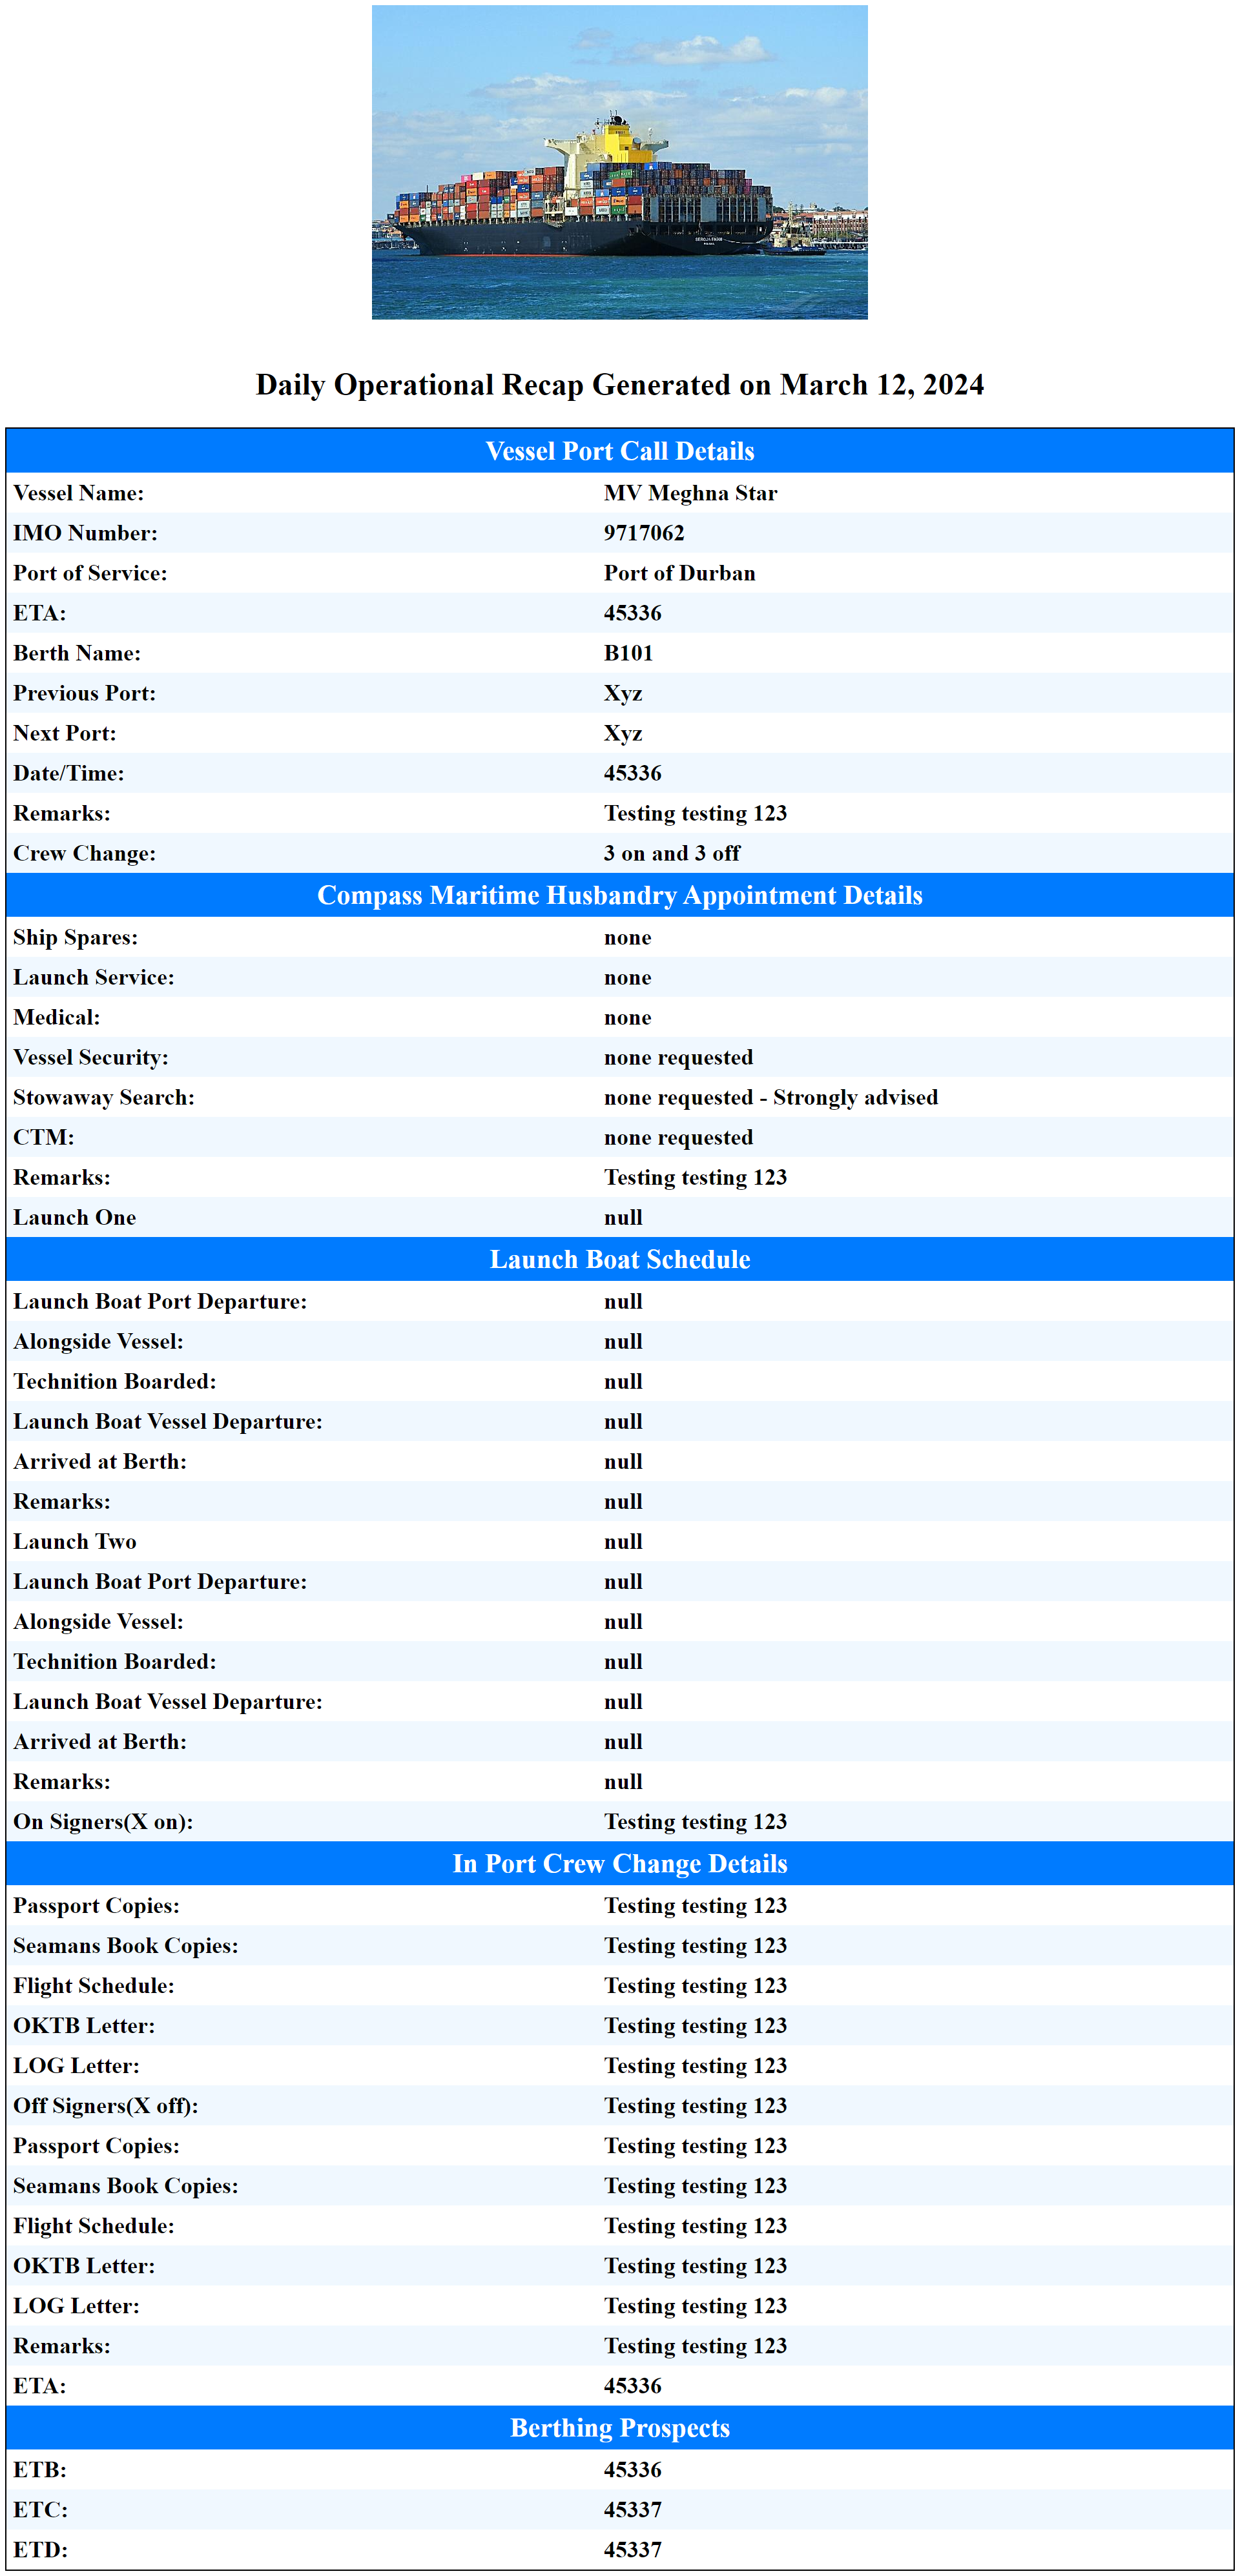 Daily Operational Recap Generated on March 12, 2024
Vessel Port Call Details
Vessel Name: MV Meghna Star
IMO Number: 9717062
Port of Service: Port of Durban
ETA: 45336
Berth Name: B101
Previous Port: Xyz
Next Port: Xyz
Date/Time: 45336
Remarks: Testing testing 123
Crew Change: 3 on and 3 off
Compass Maritime Husbandry Appointment Details
Ship Spares: none
Launch Service: none
Medical: none
Vessel Security: none requested
Stowaway Search: none requested - Strongly advised
CTM: none requested
Remarks: Testing testing 123
Launch One null
Launch Boat Schedule
Launch Boat Port Departure: null
Alongside Vessel: null
Technition Boarded: null
Launch Boat Vessel Departure: null
Arrived at Berth: null
Remarks: null
Launch Two null
Launch Boat Port Departure: null
Alongside Vessel: null
Technition Boarded: null
Launch Boat Vessel Departure: null
Arrived at Berth: null
Remarks: null
On Signers(X on): Testing testing 123
In Port Crew Change Details
Passport Copies: Testing testing 123
Seamans Book Copies: Testing testing 123
Flight Schedule: Testing testing 123
OKTB Letter: Testing testing 123
LOG Letter: Testing testing 123
Off Signers(X off): Testing testing 123
Passport Copies: Testing testing 123
Seamans Book Copies: Testing testing 123
Flight Schedule: Testing testing 123
OKTB Letter: Testing testing 123
LOG Letter: Testing testing 123
Remarks: Testing testing 123
ETA: 45336
Berthing Prospects
ETB: 45336
ETC: 45337
ETD: 45337